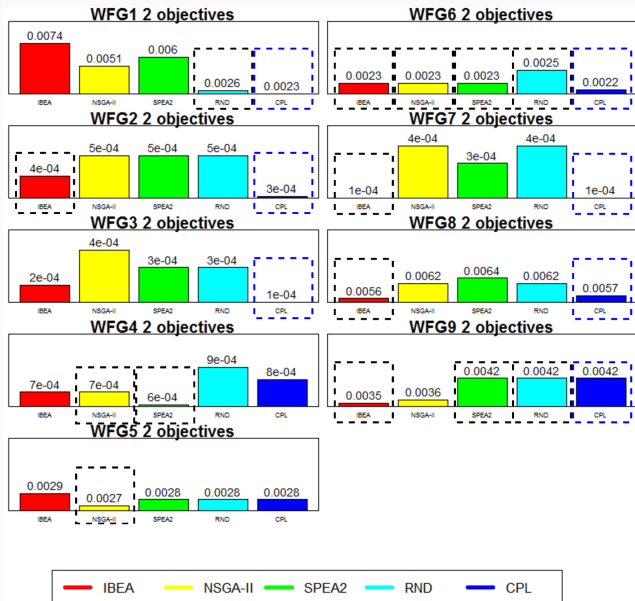 WFG1 2 objectives
0.0074
0.0051
0.006
0.0026
0.0023
IBEA NSGA-II SPEA2 RND CPL
WFG2 2 objectives
4e-04
5e-04
5e-04
5e-04
3e-04
IBEA NSGA-II SPEA2 RND CPL
WFG3 2 objectives
2e-04
4e-04
3e-04
3e-04
1e-04
IBEA NSGA-II SPEA2 RND CPL
WFG4 2 objectives
7e-04
7e-04
6e-04
9e-04
8e-04
IBEA NSGA-II SPEA2 RND CPL
WFG5 2 objectives
0.0029
0.0027
0.0028
0.0028
0.0028
IBEA NSGA-II SPEA2 RND CPL
WFG6 2 objectives
0.0023
0.0023
0.0023
0.0025
0.0022
IBEA NSGA-II SPEA2 RND CPL
WFG7 2 objectives
1e-04
4e-04
3e-04
4e-04
1e-04
IBEA NSGA-II SPEA2 RND CPL
WFG8 2 objectives
0.0056
0.0062
0.0064
0.0062
0.0057
IBEA NSGA-II SPEA2 RND CPL
WFG9 2 objectives
0.0035
0.0036
0.0042
0.0042
0.0042
IBEA NSGA-II SPEA2 RND CPL
IBEA NSGA-II SPEA2 RND CPL